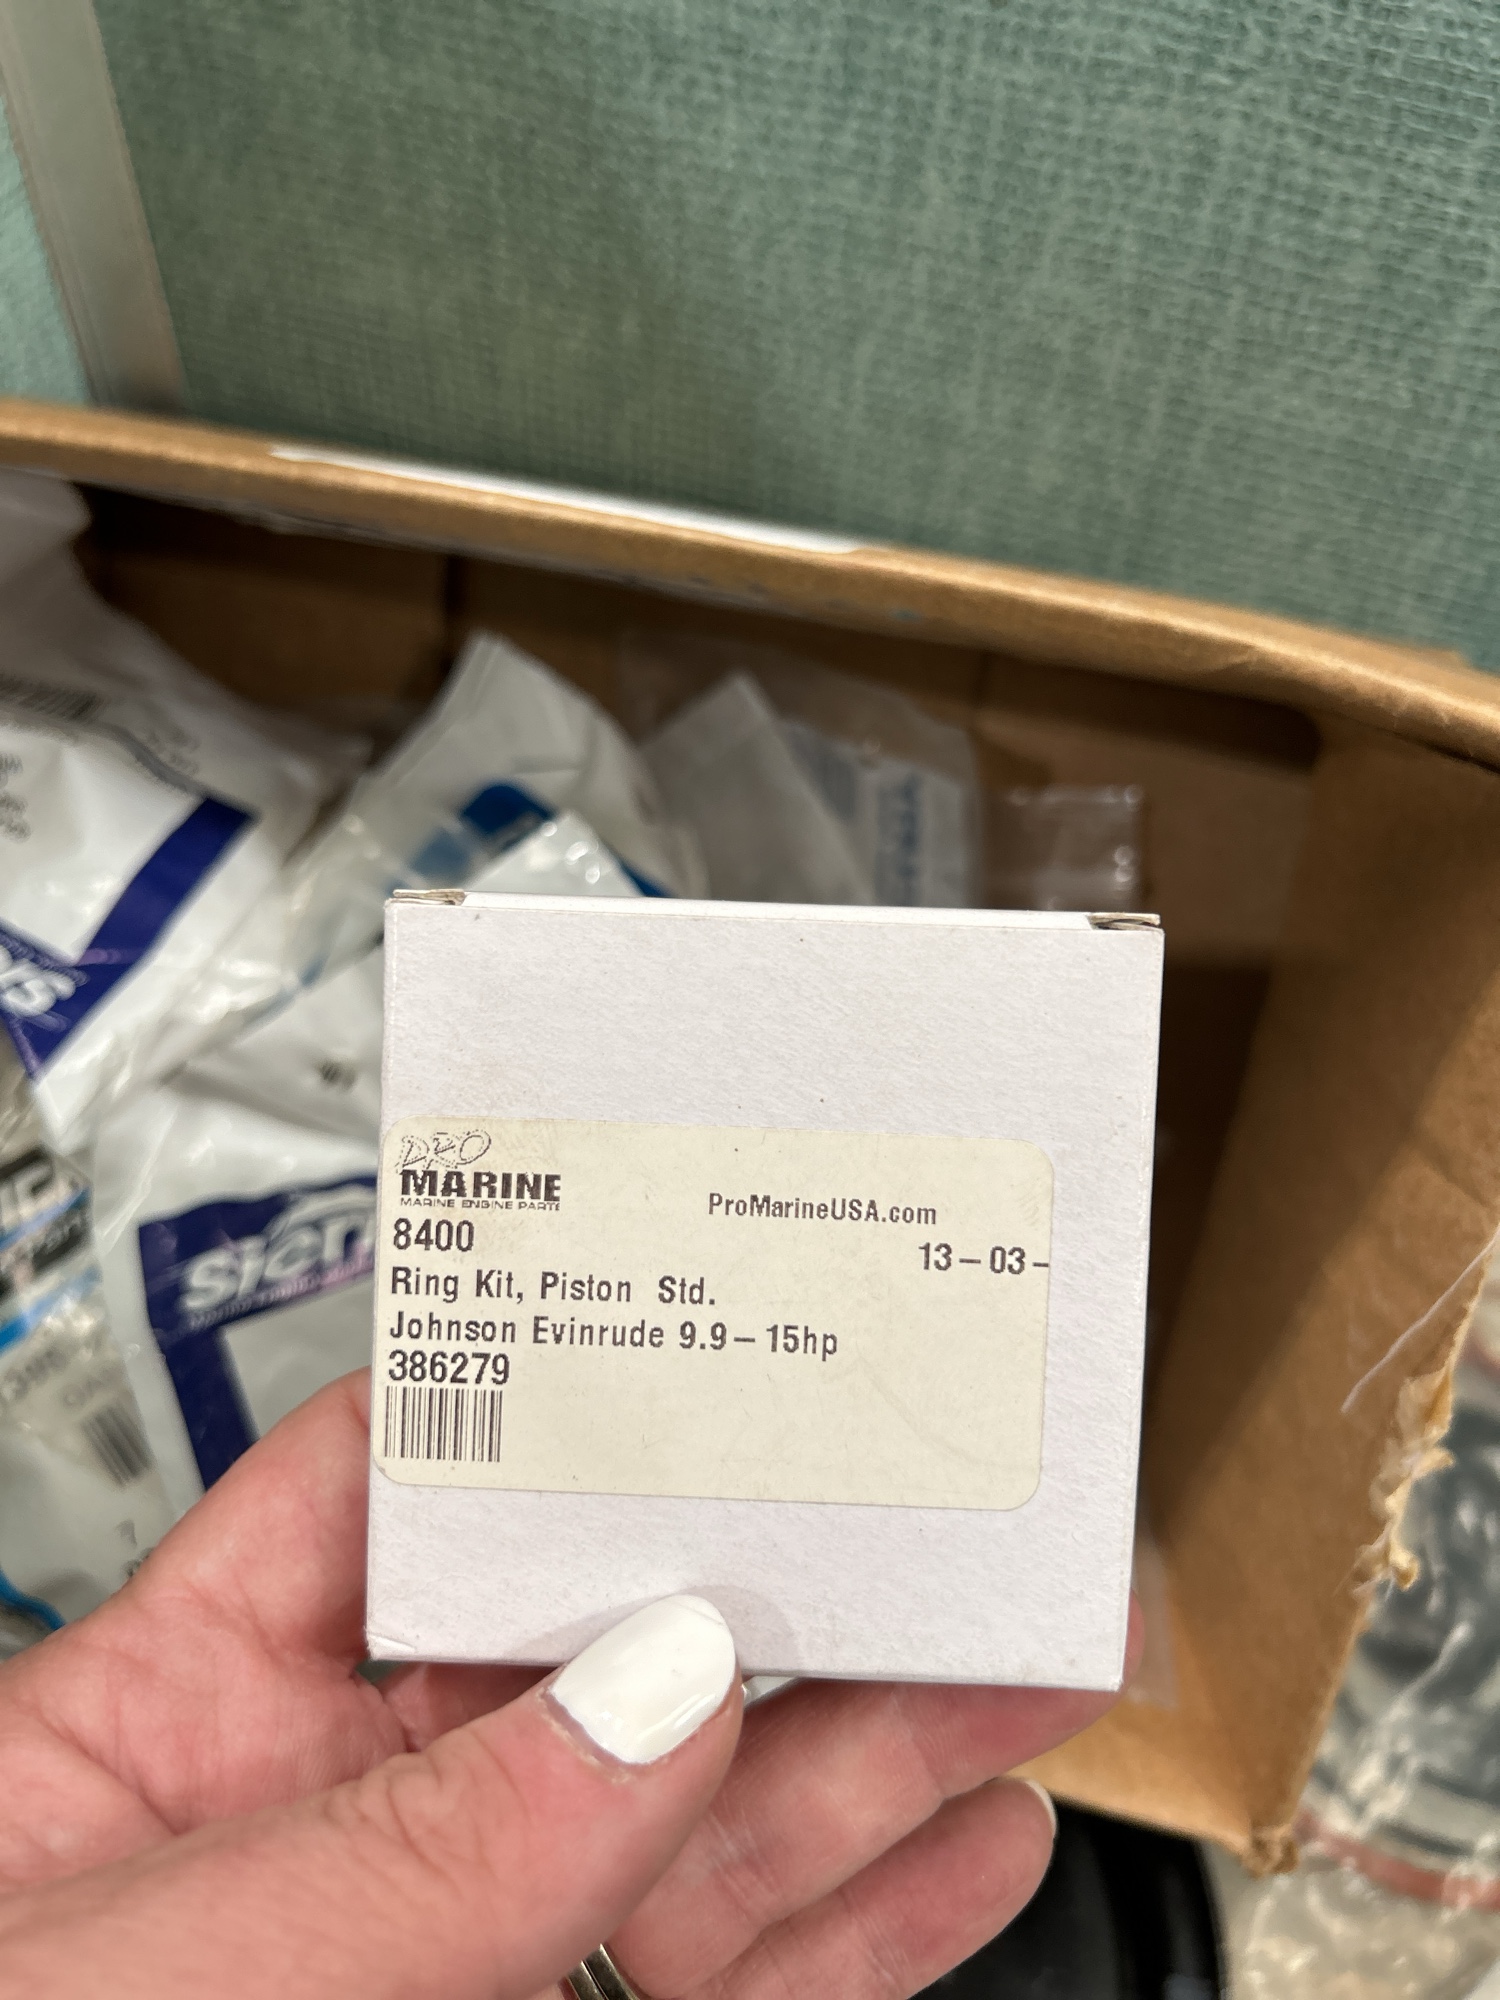 PRO
MARINE
MARINE ENGINE PARTS
ProMarineUSA.com
8400
13-03-
Ring Kit, Piston Std.
Johnson Evinrude 9.9-15hp
386279
sierr